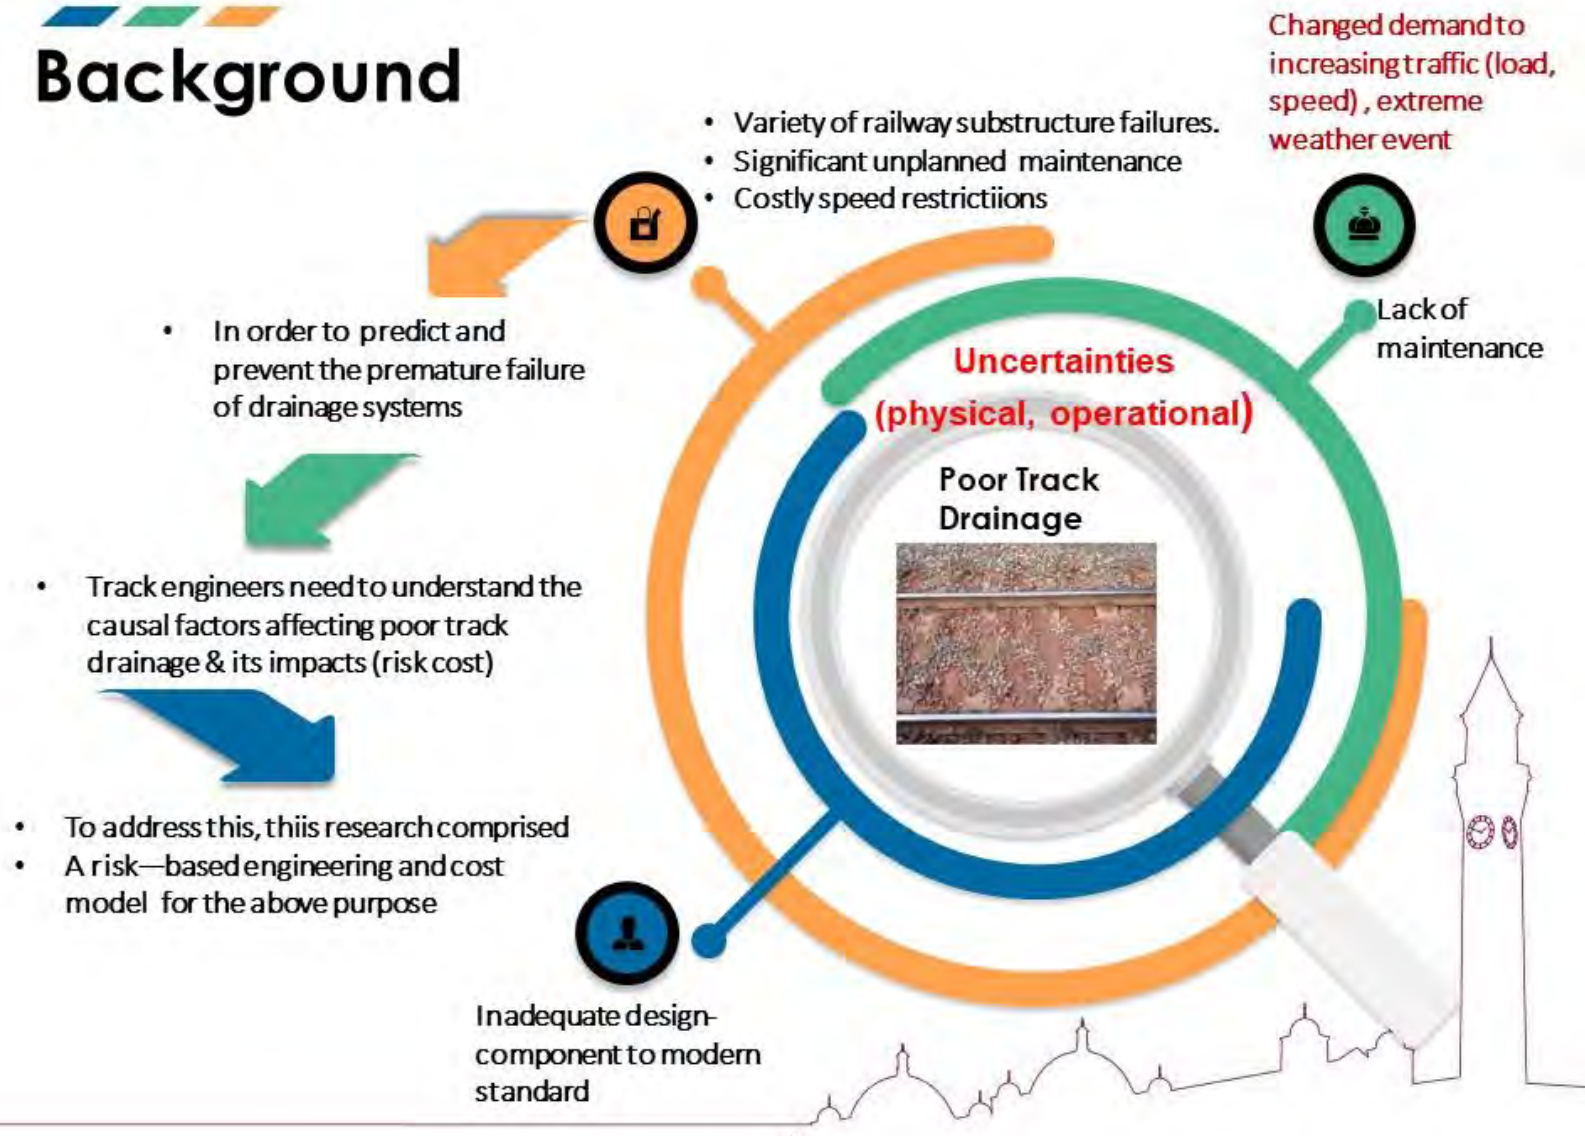 Background
Changed demand to
increasing traffic (load,
speed) , extreme
weather event
• Variety of railway substructure failures.
• Significant unplanned maintenance
• Costly speed restrictiions
• In order to predict and
prevent the premature failure
of drainage systems
Lack of
maintenance
Uncertainties
(physical, operational)
Poor Track
Drainage
• Track engineers need to understand the
causal factors affecting poor track
drainage & its impacts (risk cost)
• To address this, thiis research comprised
• A risk—based engineering and cost
model for the above purpose
Inadequate design-
component to modern
standard